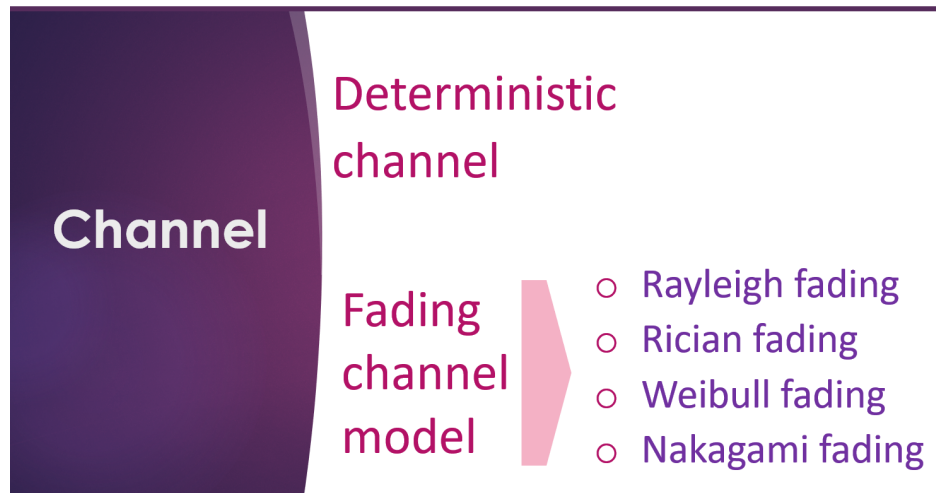 Channel
Deterministic
channel
Fading
channel
model
o Rayleigh fading
o Rician fading
o Weibull fading
o Nakagami fading